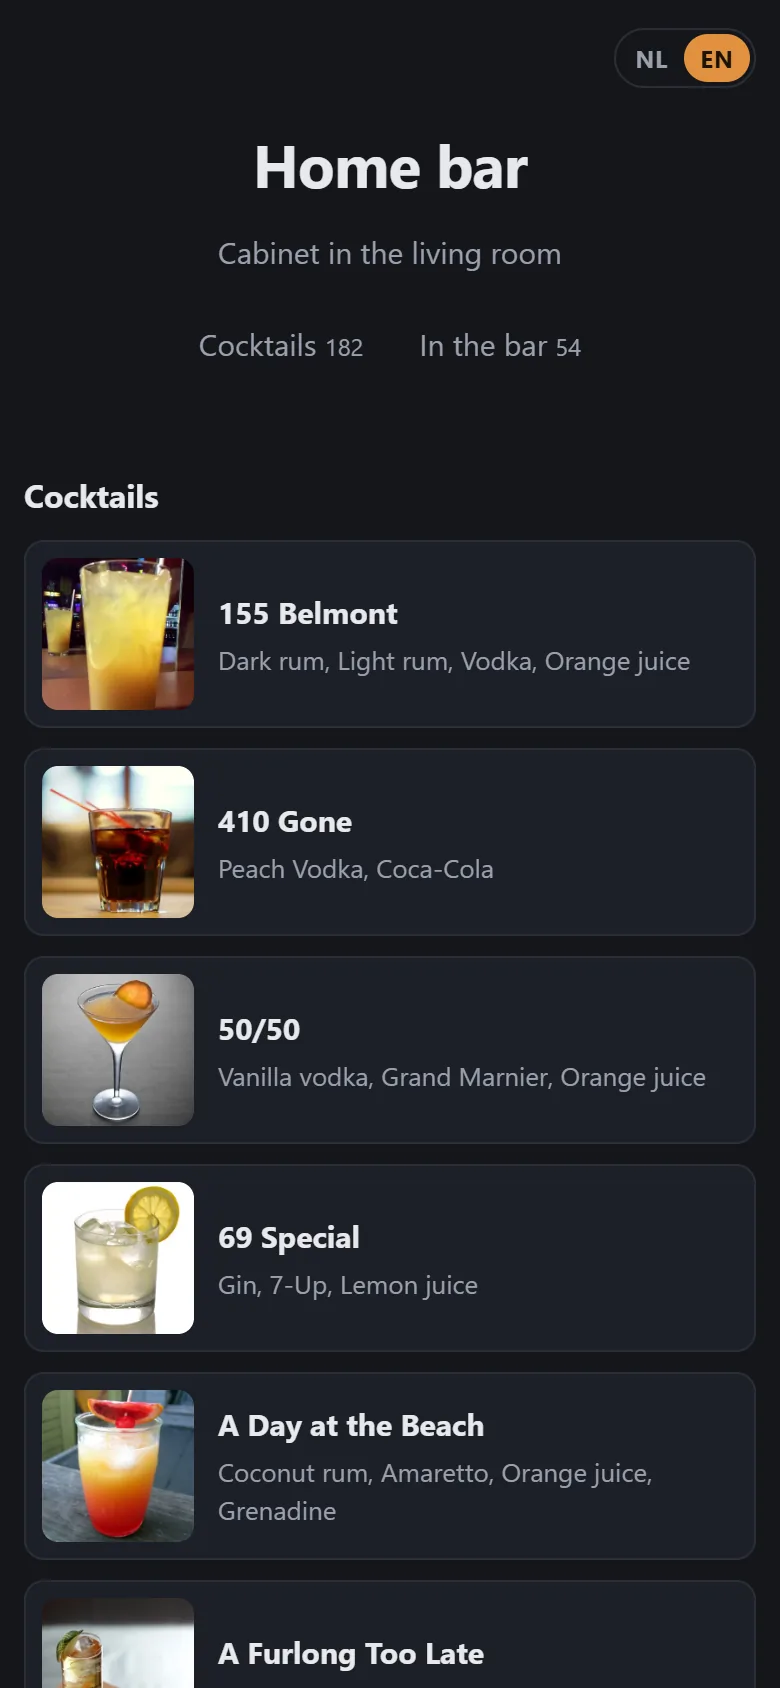 NL EN
Home bar
Cabinet in the living room
Cocktails 182 In the bar 54
Cocktails
155 Belmont
Dark rum, Light rum, Vodka, Orange juice
410 Gone
Peach Vodka, Coca-Cola
50/50
Vanilla vodka, Grand Marnier, Orange juice
69 Special
Gin, 7-Up, Lemon juice
A Day at the Beach
Coconut rum, Amaretto, Orange juice,
Grenadine
A Furlong Too Late